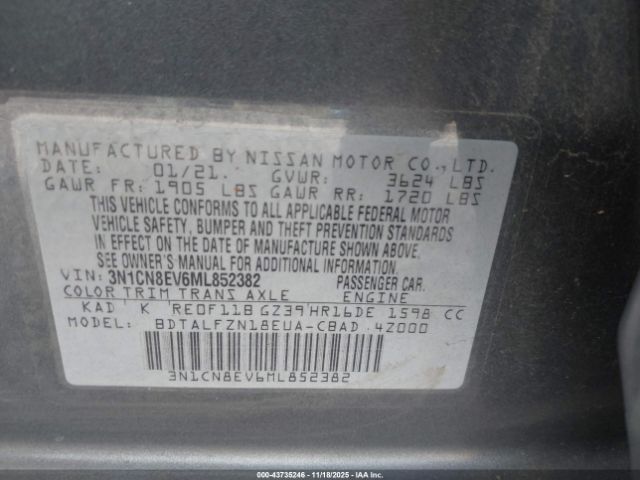 MANUFACTURED BY NISSAN MOTOR CO., LTD.
DATE: 01/21. GVWR: 3624 LBS
GAWR FR: 1905 LBS GAWR RR: 1720 LBS
THIS VEHICLE CONFORMS TO ALL APPLICABLE FEDERAL MOTOR
VEHICLE SAFETY, BUMPER AND THEFT PREVENTION STANDARDS
IN EFFECT ON THE DATE OF MANUFACTURE SHOWN ABOVE.
SEE OWNER'S MANUAL FOR ADDITIONAL INFORMATION.
VIN: 3N1CN8EV6ML852382 PASSENGER CAR.
COLOR TRIM TRANS AXLE ENGINE
KAD K RE0F11B GZ39 HR16DE 1598 CC
MODEL: BDTALFZN18EUA-CBAD 4Z000
3N1CN8EV6ML852382
000-43735246 - 11/18/2025 - IAA Inc.